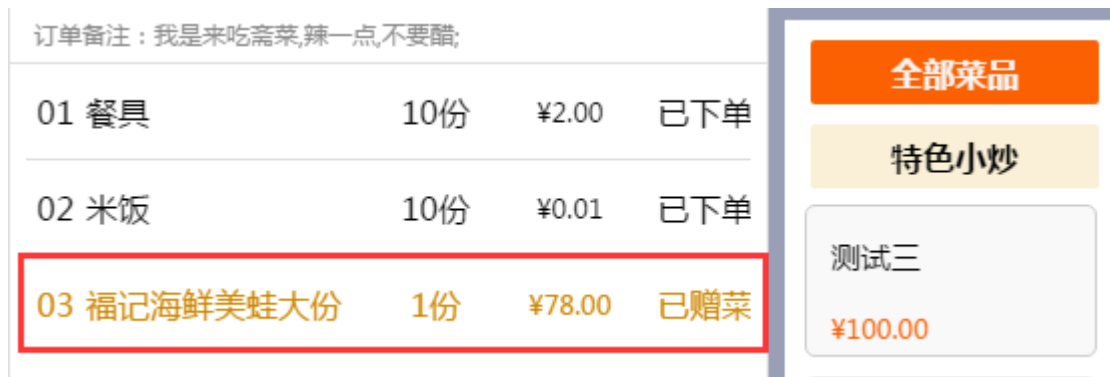 订单备注：我是来吃斋菜,辣一点,不要醋;
01 餐具 10份 ¥2.00 已下单
02 米饭 10份 ¥0.01 已下单
03 福记海鲜美蛙大份 1份 ¥78.00 已赠菜
全部菜品
特色小炒
测试三
¥100.00